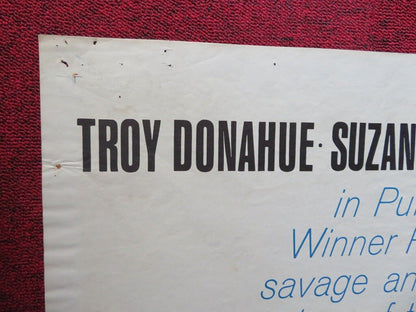 TROY DONAHUE · SUZAN
in Pu
Winner
savage an